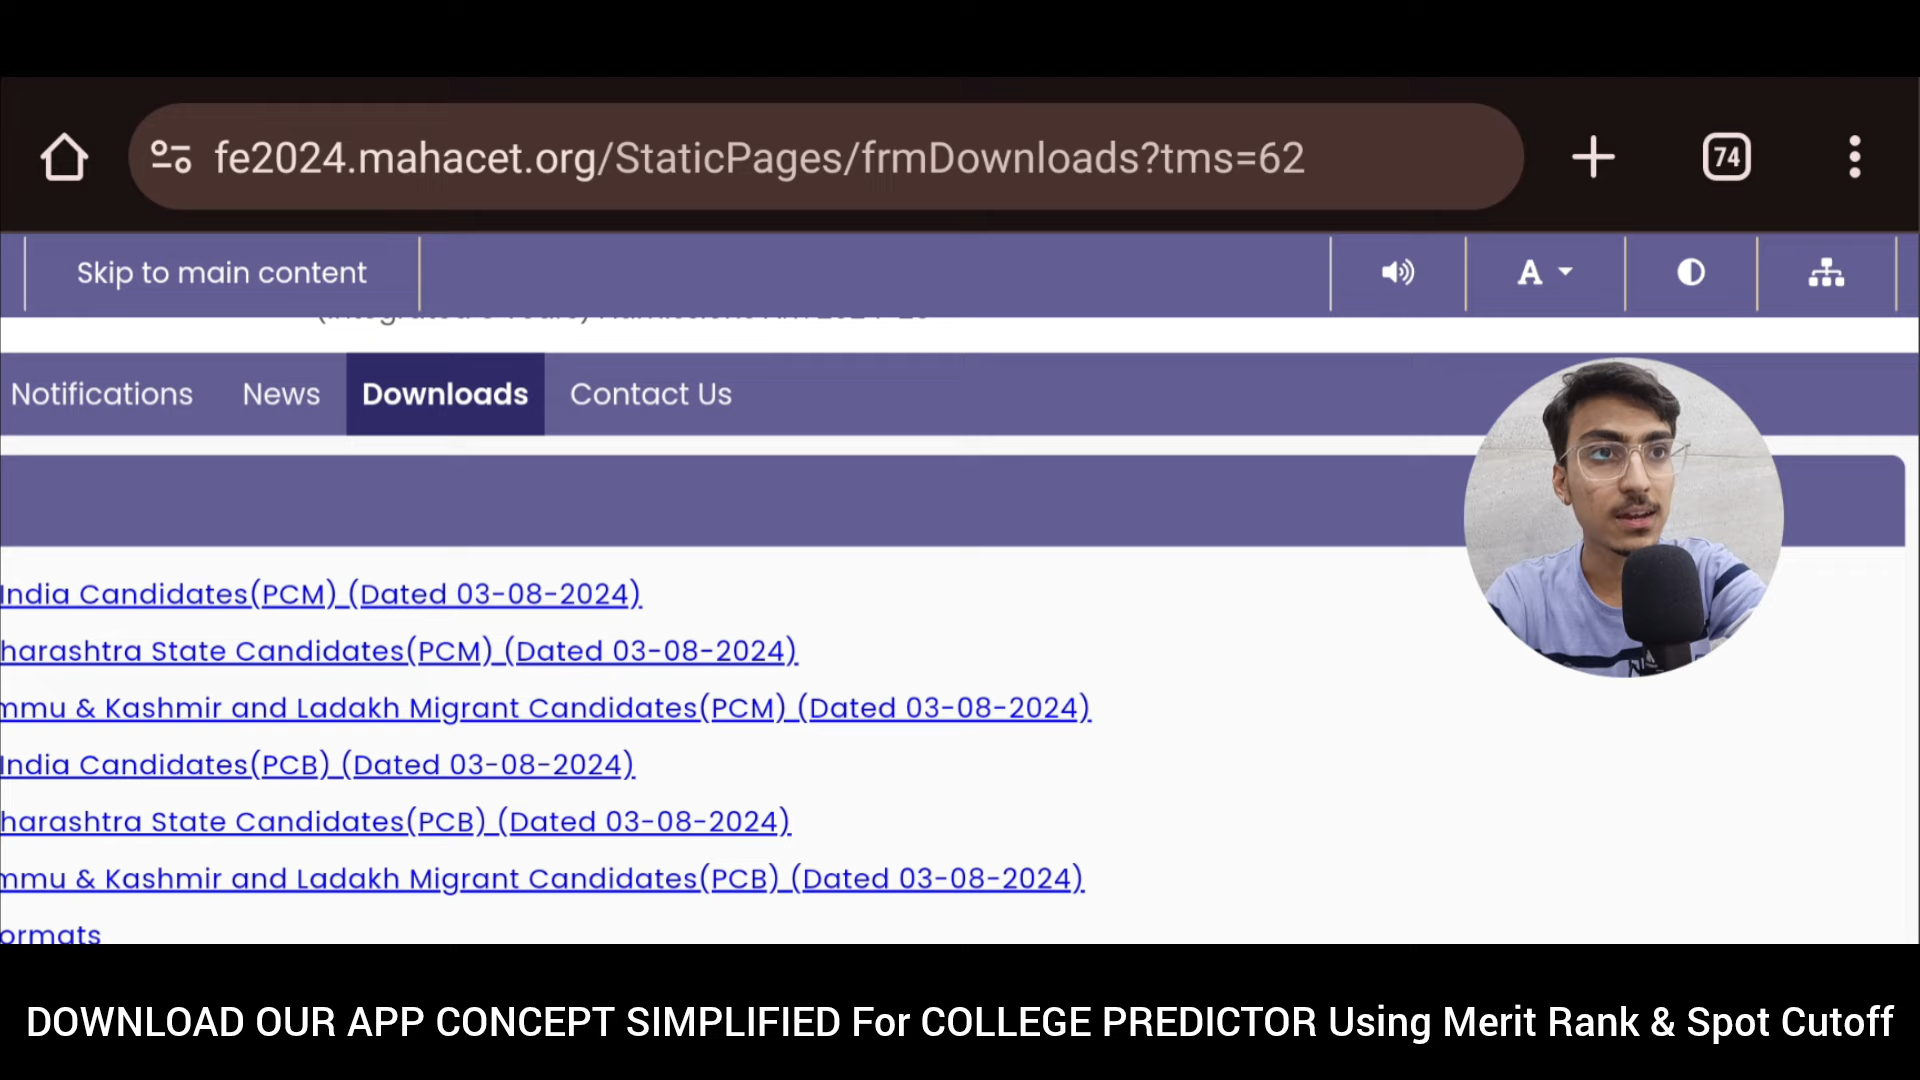 fe2024.mahacet.org/StaticPages/frmDownloads?tms=62
74
Skip to main content
A
Notifications News Downloads Contact Us
India Candidates(PCM) (Dated 03-08-2024)
harashtra State Candidates(PCM) (Dated 03-08-2024)
mmu & Kashmir and Ladakh Migrant Candidates(PCM) (Dated 03-08-2024)
India Candidates(PCB) (Dated 03-08-2024)
harashtra State Candidates(PCB) (Dated 03-08-2024)
mmu & Kashmir and Ladakh Migrant Candidates(PCB) (Dated 03-08-2024)
ormats
DOWNLOAD OUR APP CONCEPT SIMPLIFIED For COLLEGE PREDICTOR Using Merit Rank & Spot Cutoff